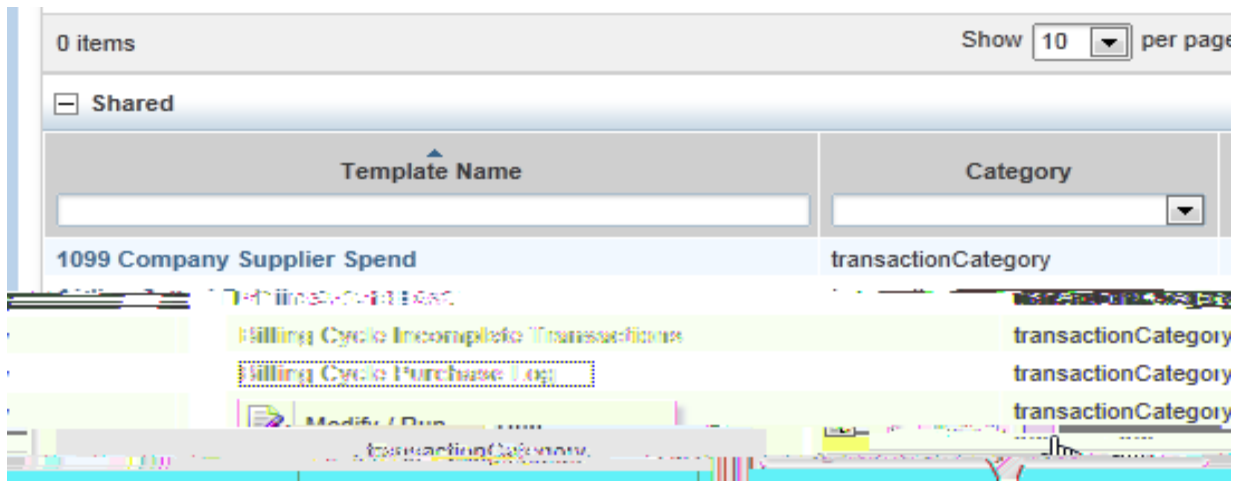 0 items Show 10 per page
Shared
Template Name Category
1099 Company Supplier Spend transactionCategory
Billing Cycle Incomplete Transactions transactionCategory
Billing Cycle Purchase Log transactionCategory
Modify / Run transactionCategory
transactionCategory